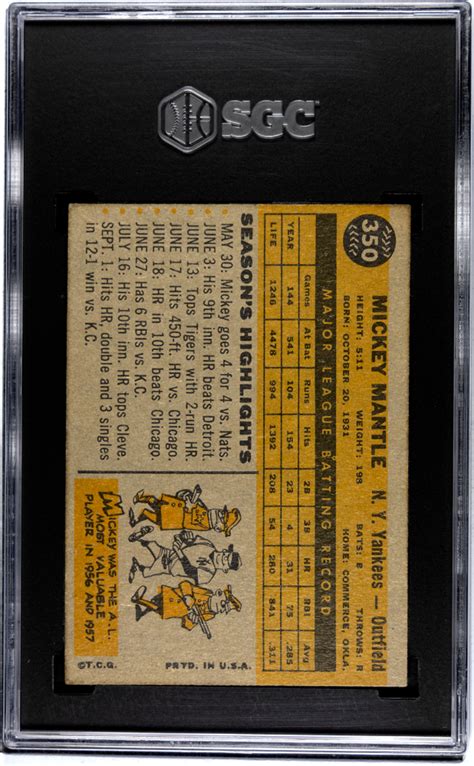 SGC
350
MICKEY MANTLE N. Y. Yankees — Outfield
HEIGHT: 5:11 WEIGHT: 198 BATS: B THROWS: R
BORN: OCTOBER 20, 1931 HOME: COMMERCE, OKLA.
MAJOR LEAGUE BATTING RECORD
Games At Bat Runs Hits 2B 3B HR RBI Avg
YEAR 144 541 104 154 23 4 31 75 .285
LIFE 1246 4478 994 1392 208 54 280 841 .311
SEASON'S HIGHLIGHTS
MAY 30: Mickey goes 4 for 4 vs. Nats.
JUNE 3: His 9th inn. HR beats Detroit.
JUNE 13: Tops Tigers with 2-run HR.
JUNE 17: Hits 450-ft. HR vs. Chicago.
JUNE 18: HR in 10th beats Chicago.
JUNE 27: Has 6 RBIs vs. K.C.
JULY 16: His 10th inn. HR tops Cleve.
SEPT. 1: Hits HR, double and 3 singles
in 12-1 win vs. K.C.
MICKEY WAS THE A.L.
MOST VALUABLE
PLAYER IN 1956 AND 1957
© T.C.G. PRTD. IN U.S.A.